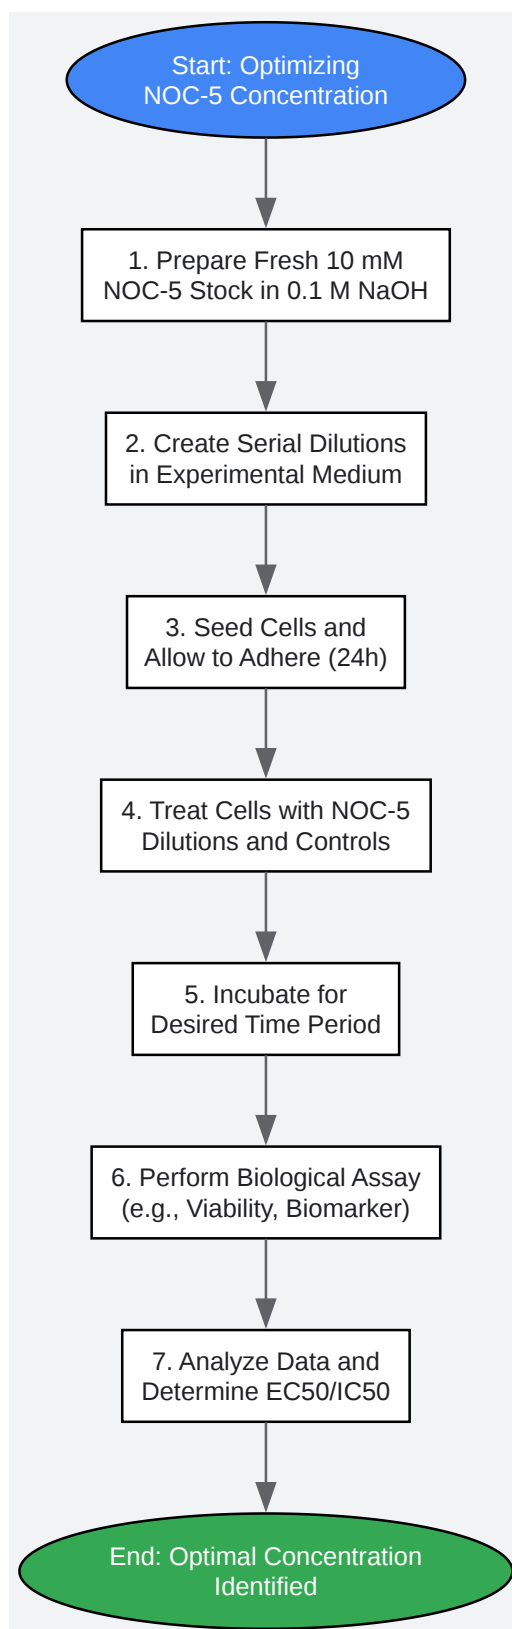 Start: Optimizing
NOC-5 Concentration
1. Prepare Fresh 10 mM
NOC-5 Stock in 0.1 M NaOH
2. Create Serial Dilutions
in Experimental Medium
3. Seed Cells and
Allow to Adhere (24h)
4. Treat Cells with NOC-5
Dilutions and Controls
5. Incubate for
Desired Time Period
6. Perform Biological Assay
(e.g., Viability, Biomarker)
7. Analyze Data and
Determine EC50/IC50
End: Optimal Concentration
Identified